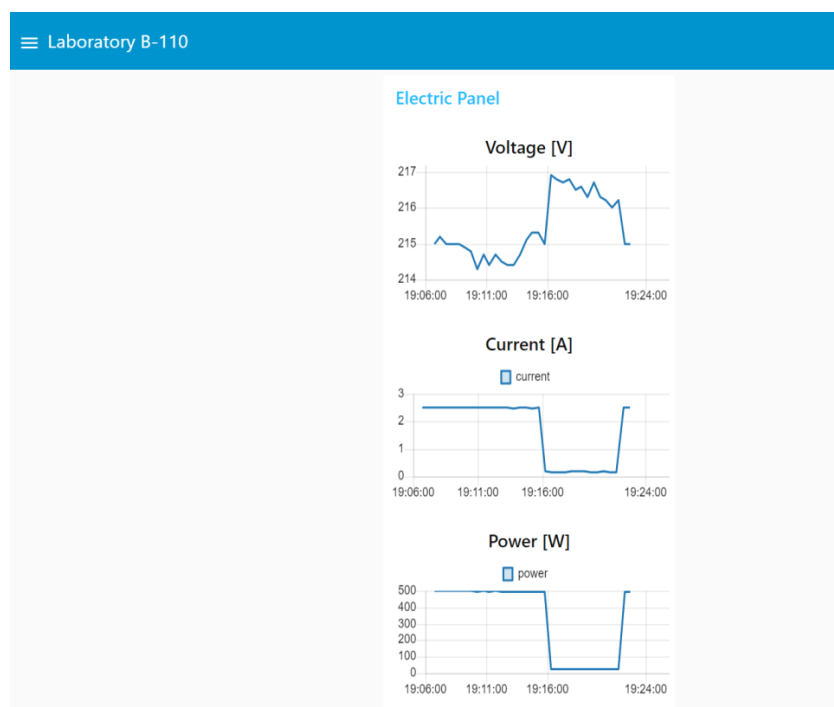 Laboratory B-110
Electric Panel
Voltage [V]
217
216
215
214
19:06:00 19:11:00 19:16:00 19:24:00
Current [A]
current
3
2
1
0
19:06:00 19:11:00 19:16:00 19:24:00
Power [W]
power
500
400
300
200
100
0
19:06:00 19:11:00 19:16:00 19:24:00